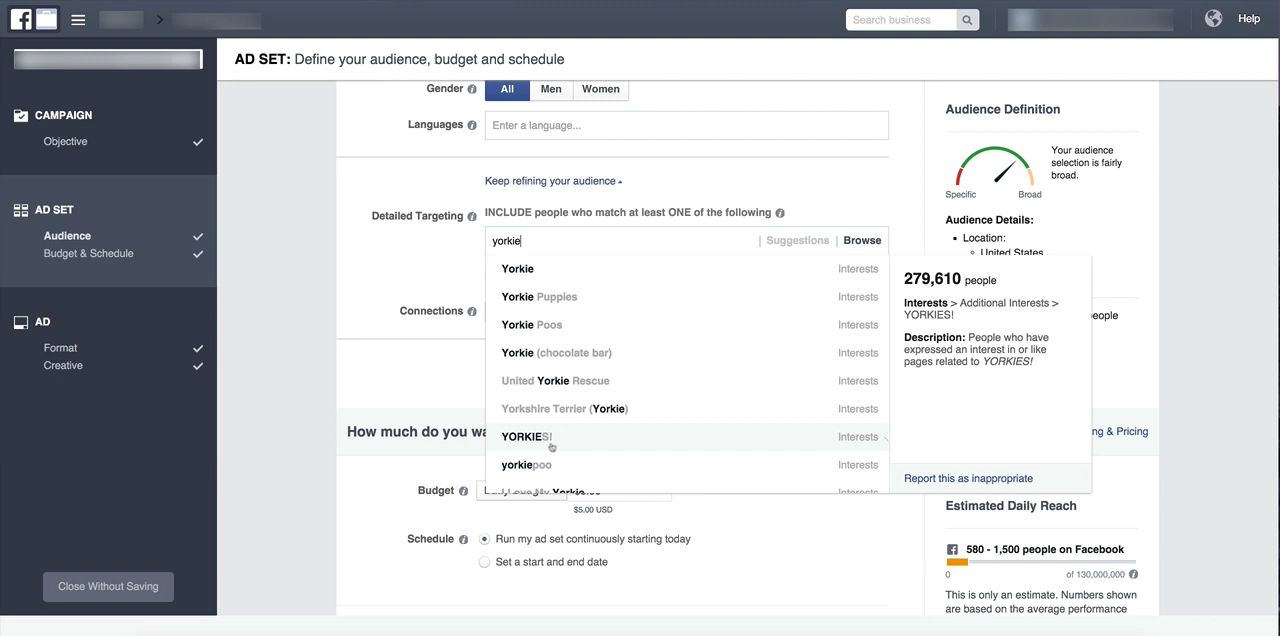 Search business
Help
AD SET: Define your audience, budget and schedule
CAMPAIGN
Objective
AD SET
Audience
Budget & Schedule
AD
Format
Creative
Close Without Saving
Gender
All Men Women
Languages
Enter a language...
Keep refining your audience
Detailed Targeting
INCLUDE people who match at least ONE of the following
yorkie
| Suggestions | Browse
Yorkie Interests
Yorkie Puppies Interests
Yorkie Poos Interests
Yorkie (chocolate bar) Interests
United Yorkie Rescue Interests
Yorkshire Terrier (Yorkie) Interests
YORKIES! Interests
yorkiepoo Interests
Yorkie Interests
Connections
279,610 people
Interests > Additional Interests >
YORKIES!
Description: People who have
expressed an interest in or like
pages related to YORKIES!
Report this as inappropriate
How much do you wa
ng & Pricing
Budget
$5.00 USD
Schedule
Run my ad set continuously starting today
Set a start and end date
Audience Definition
Your audience
selection is fairly
broad.
Specific Broad
Audience Details:
Location:
United States
eople
Estimated Daily Reach
580 - 1,500 people on Facebook
0 of 130,000,000
This is only an estimate. Numbers shown
are based on the average performance